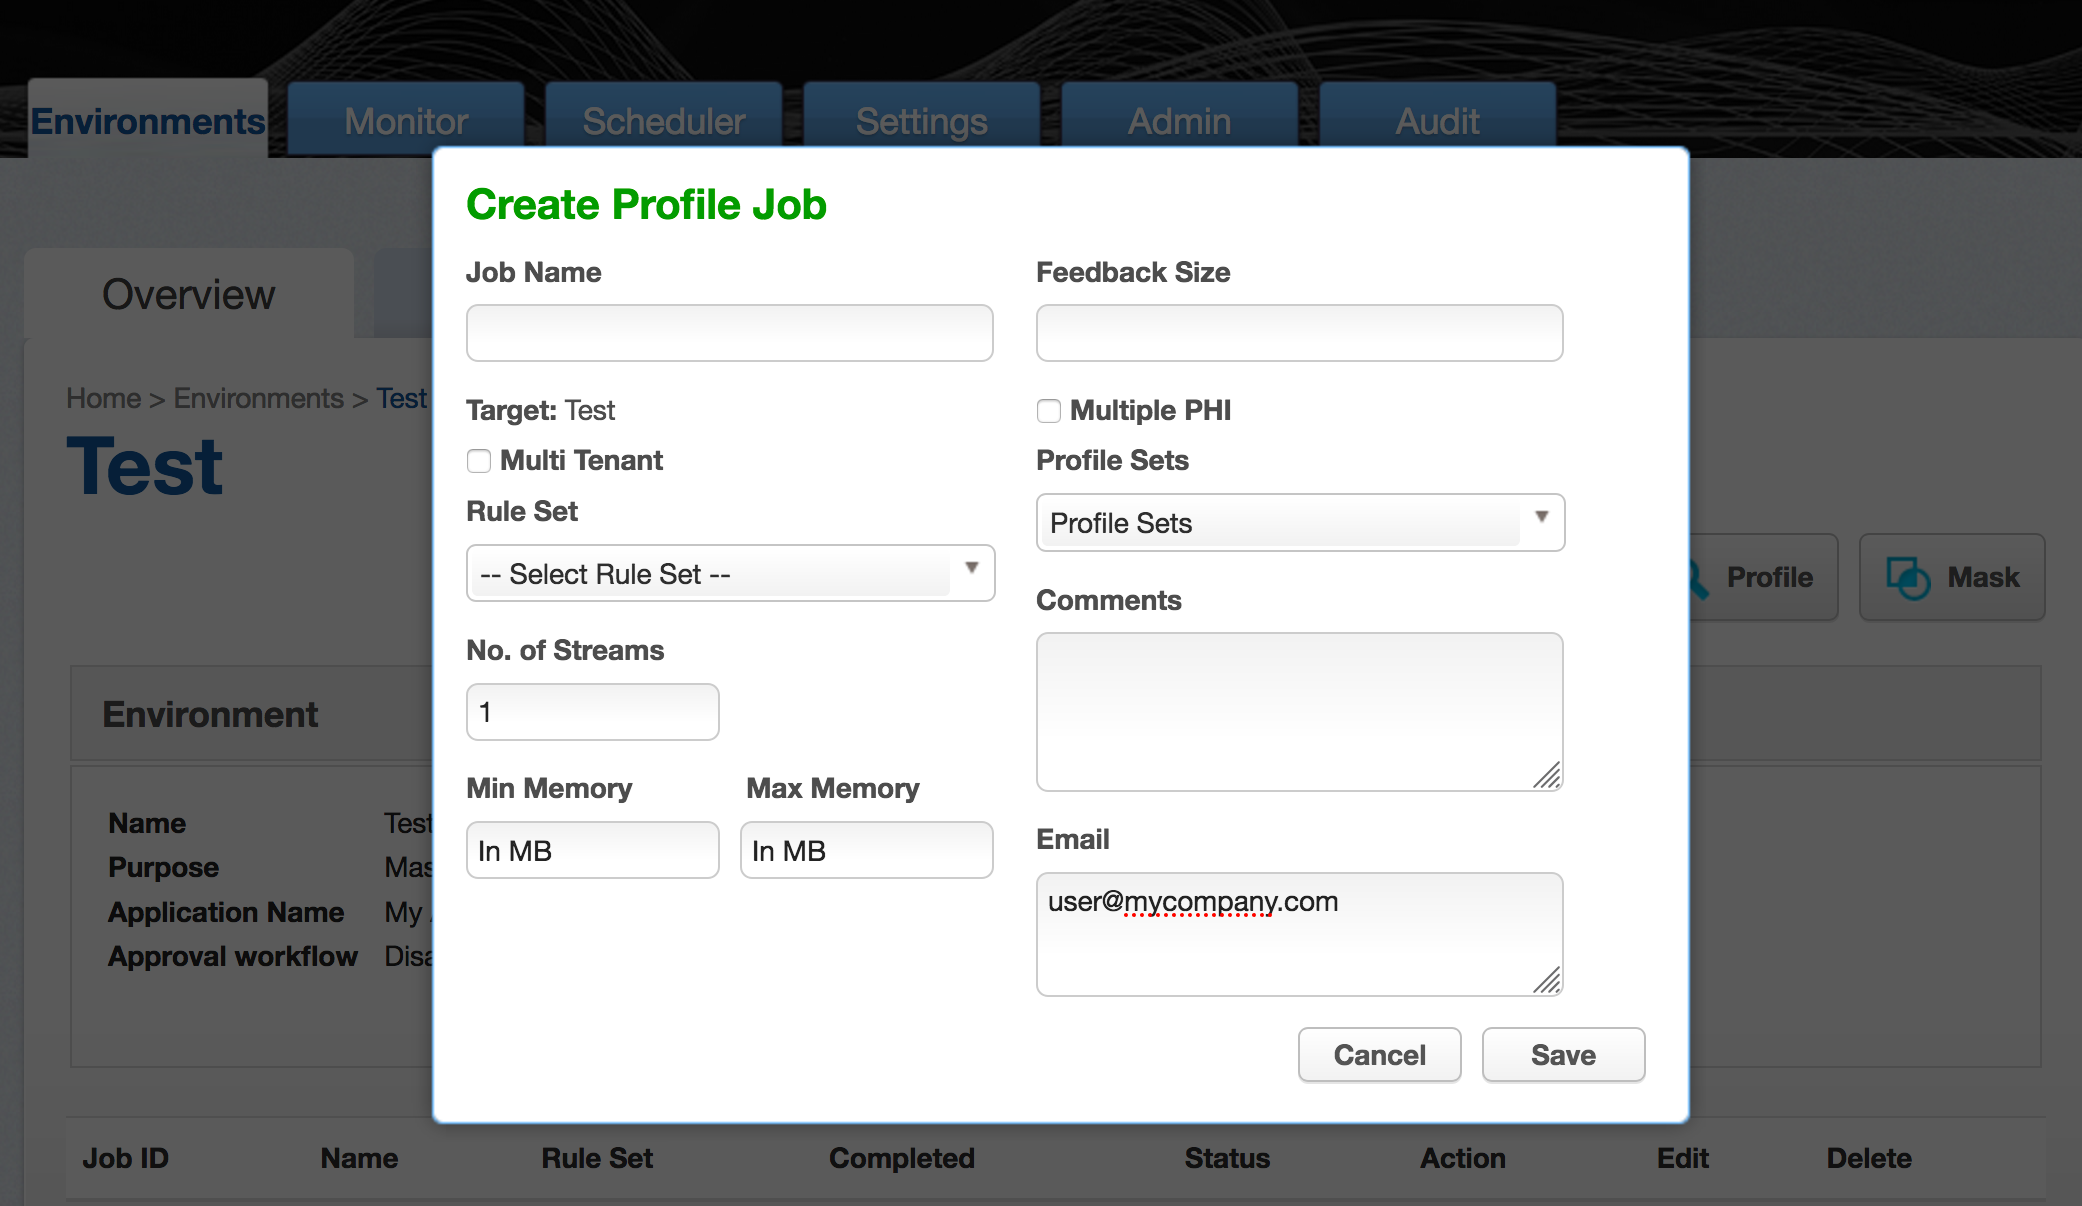 Environments
Monitor
Scheduler
Settings
Admin
Audit
Overview
Home > Environments > Test
Test
Profile
Mask
Environment
Name Test
Purpose Mas
Application Name My
Approval workflow Disa
Create Profile Job
Job Name
Target: Test
Multi Tenant
Rule Set
-- Select Rule Set --
No. of Streams
1
Min Memory
Max Memory
In MB
In MB
Feedback Size
Multiple PHI
Profile Sets
Profile Sets
Comments
Email
user@mycompany.com
Cancel
Save
Job ID Name Rule Set Completed Status Action Edit Delete